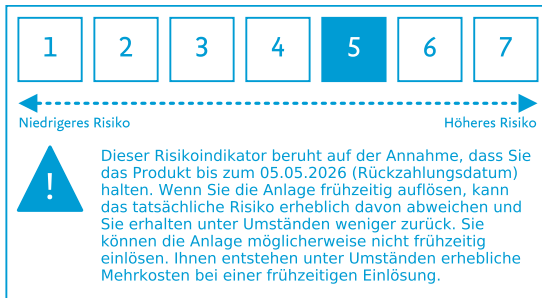 1 2 3 4 5 6 7
Niedrigeres Risiko Höheres Risiko
!
Dieser Risikoindikator beruht auf der Annahme, dass Sie
das Produkt bis zum 05.05.2026 (Rückzahlungsdatum)
halten. Wenn Sie die Anlage frühzeitig auflösen, kann
das tatsächliche Risiko erheblich davon abweichen und
Sie erhalten unter Umständen weniger zurück. Sie
können die Anlage möglicherweise nicht frühzeitig
einlösen. Ihnen entstehen unter Umständen erhebliche
Mehrkosten bei einer frühzeitigen Einlösung.